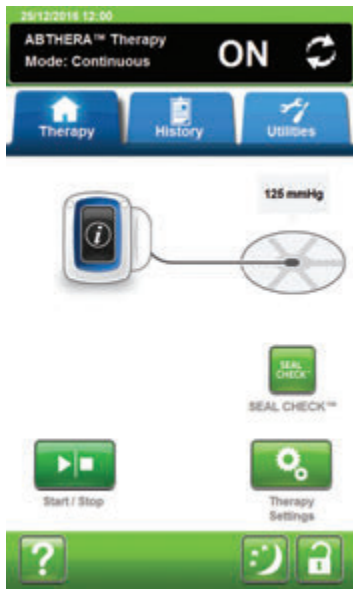 25/12/2016 12:00
ABTHERA™ Therapy
Mode: Continuous
ON
Therapy
History
Utilities
i
125 mmHg
SEAL
CHECK™
SEAL CHECK™
Start / Stop
Therapy
Settings
?